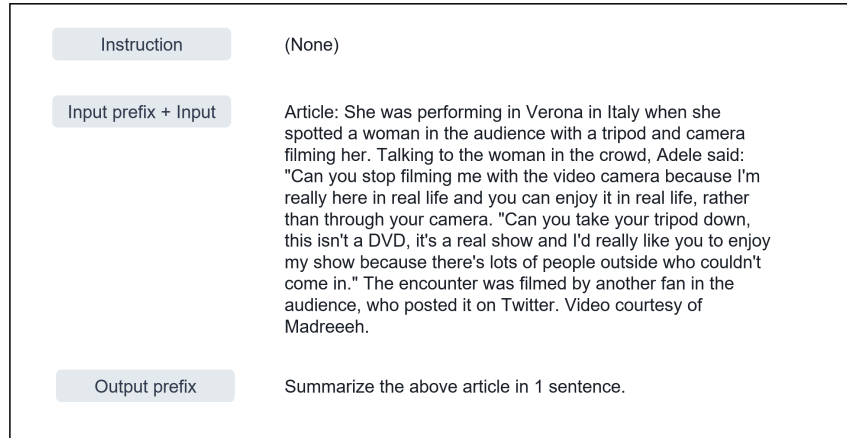 Instruction
(None)
Input prefix + Input
Article: She was performing in Verona in Italy when she
spotted a woman in the audience with a tripod and camera
filming her. Talking to the woman in the crowd, Adele said:
"Can you stop filming me with the video camera because I'm
really here in real life and you can enjoy it in real life, rather
than through your camera. "Can you take your tripod down,
this isn't a DVD, it's a real show and I'd really like you to enjoy
my show because there's lots of people outside who couldn't
come in." The encounter was filmed by another fan in the
audience, who posted it on Twitter. Video courtesy of
Madreeeh.
Output prefix
Summarize the above article in 1 sentence.